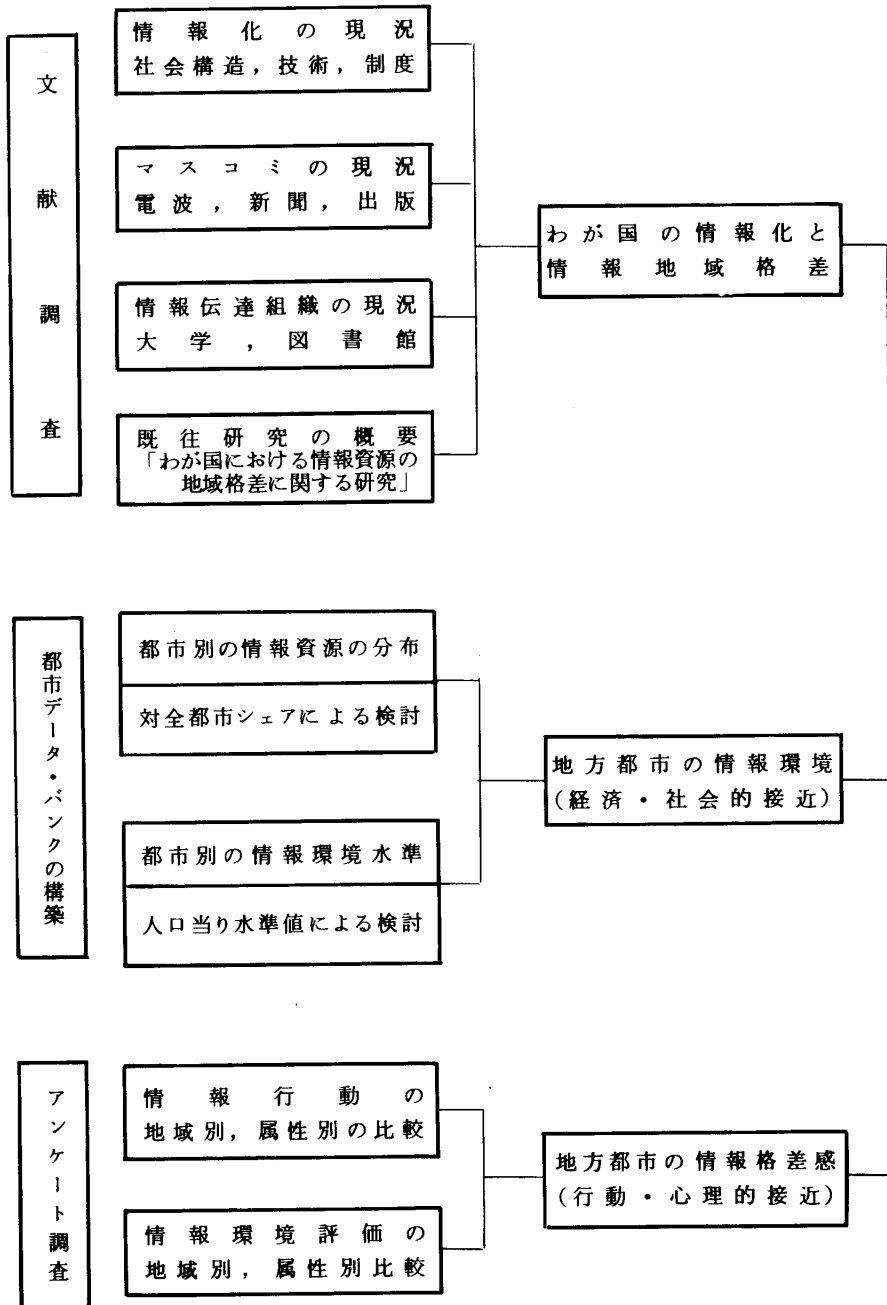 文献調査
情報化の現況
社会構造，技術，制度
マスコミの現況
電波，新聞，出版
情報伝達組織の現況
大学，図書館
既往研究の概要
「わが国における情報資源の
地域格差に関する研究」
わが国の情報化と
情報地域格差
都市データ・バンクの構築
都市別の情報資源の分布
対全都市シェアによる検討
都市別の情報環境水準
人口当り水準値による検討
地方都市の情報環境
(経済・社会的接近)
アンケート調査
情報行動の
地域別，属性別の比較
情報環境評価の
地域別，属性別比較
地方都市の情報格差感
(行動・心理的接近)